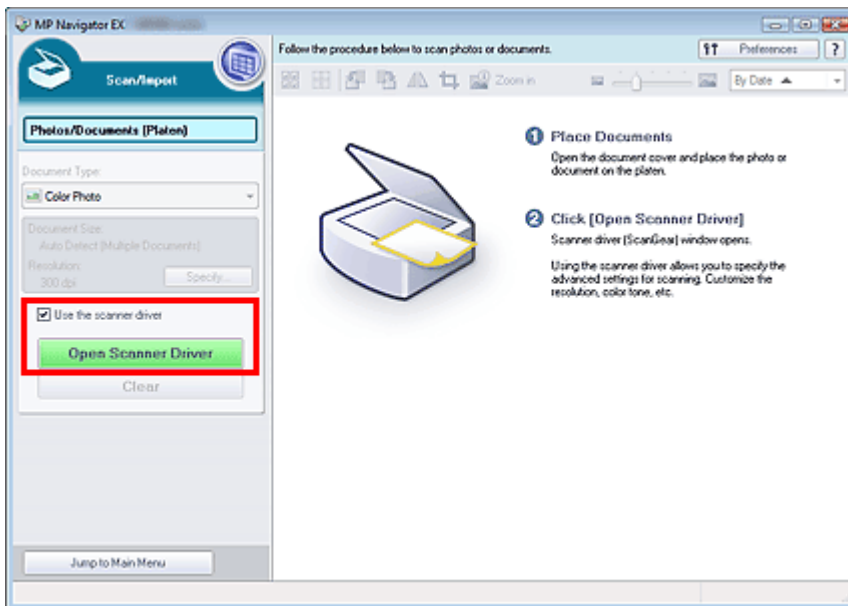 MP Navigator EX
Scan/Import
Follow the procedure below to scan photos or documents.
Preferences
?
Zoom in
By Date
Photos/Documents (Platen)
Document Type:
Color Photo
Document Size:
Auto Detect (Multiple Documents)
Resolution:
300 dpi
Specify...
Use the scanner driver
Open Scanner Driver
Clear
Jump to Main Menu
1 Place Documents
Open the document cover and place the photo or
document on the platen.
2 Click [Open Scanner Driver]
Scanner driver (ScanGear) window opens.
Using the scanner driver allows you to specify the
advanced settings for scanning. Customize the
resolution, color tone, etc.